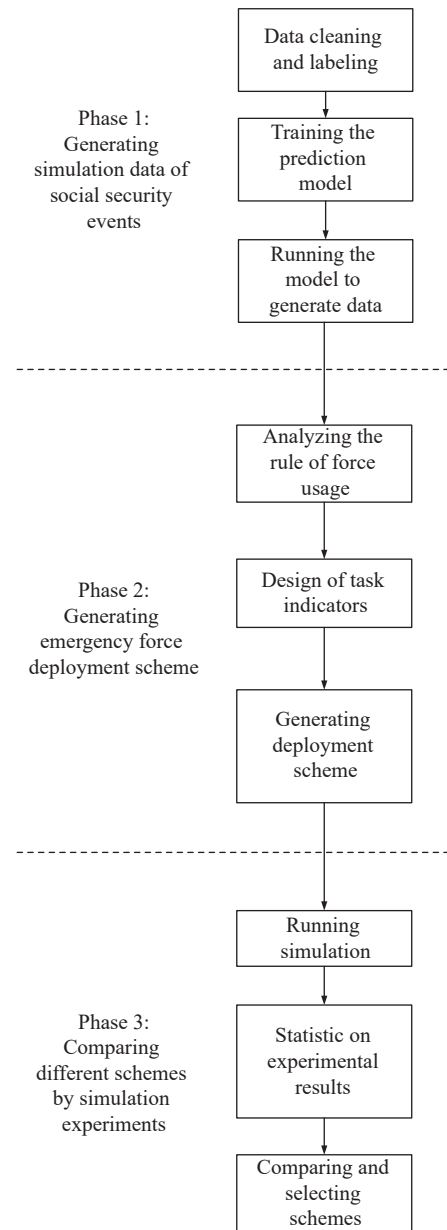 Data cleaning
and labeling
Phase 1:
Generating
simulation data of
social security
events
Training the
prediction
model
Running the
model to
generate data
Analyzing the
rule of force
usage
Phase 2:
Generating
emergency force
deployment scheme
Design of task
indicators
Generating
deployment
scheme
Running
simulation
Phase 3:
Comparing
different schemes
by simulation
experiments
Statistic on
experimental
results
Comparing and
selecting
schemes